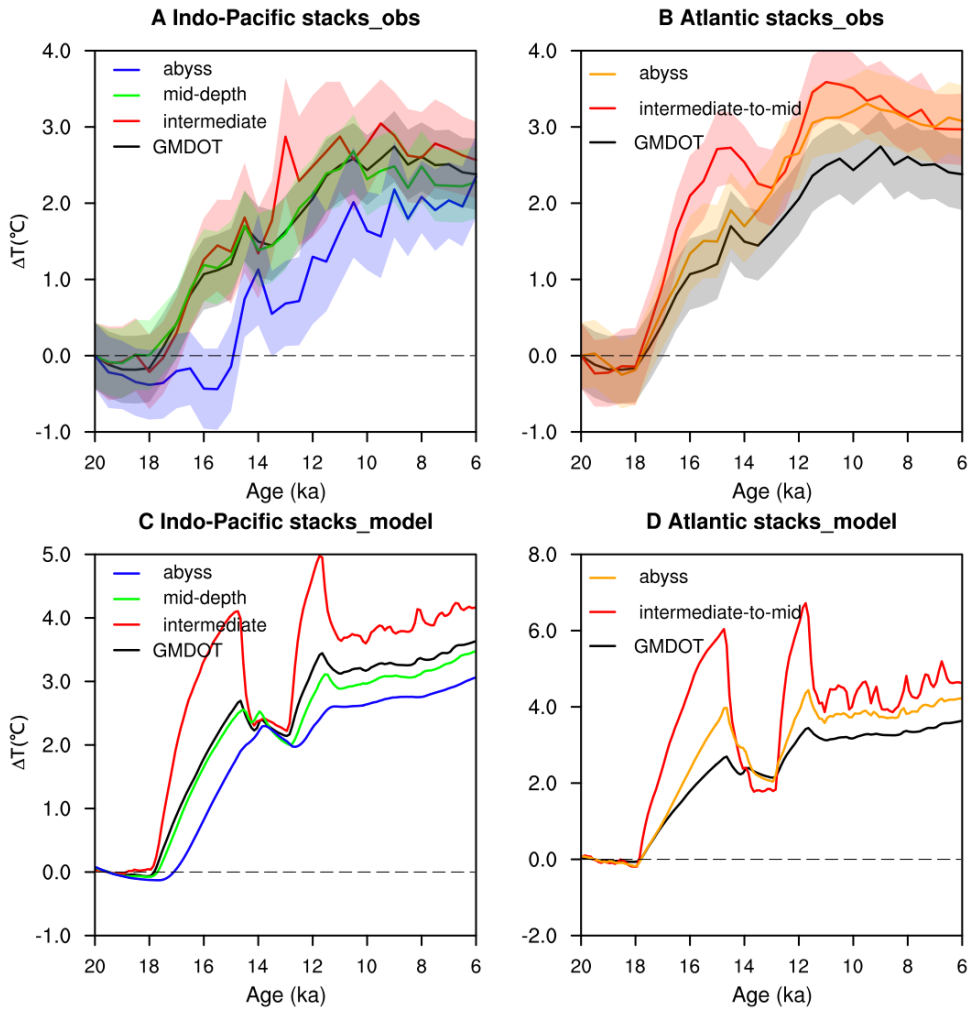 A Indo-Pacific stacks_obs
4.0
3.0
2.0
1.0
0.0
-1.0
ΔT(°C)
abyss
mid-depth
intermediate
GMDOT
20 18 16 14 12 10 8 6
Age (ka)
B Atlantic stacks_obs
4.0
3.0
2.0
1.0
0.0
-1.0
abyss
intermediate-to-mid
GMDOT
20 18 16 14 12 10 8 6
Age (ka)
C Indo-Pacific stacks_model
5.0
4.0
3.0
2.0
1.0
0.0
-1.0
ΔT(°C)
abyss
mid-depth
intermediate
GMDOT
20 18 16 14 12 10 8 6
Age (ka)
D Atlantic stacks_model
8.0
6.0
4.0
2.0
0.0
-2.0
abyss
intermediate-to-mid
GMDOT
20 18 16 14 12 10 8 6
Age (ka)